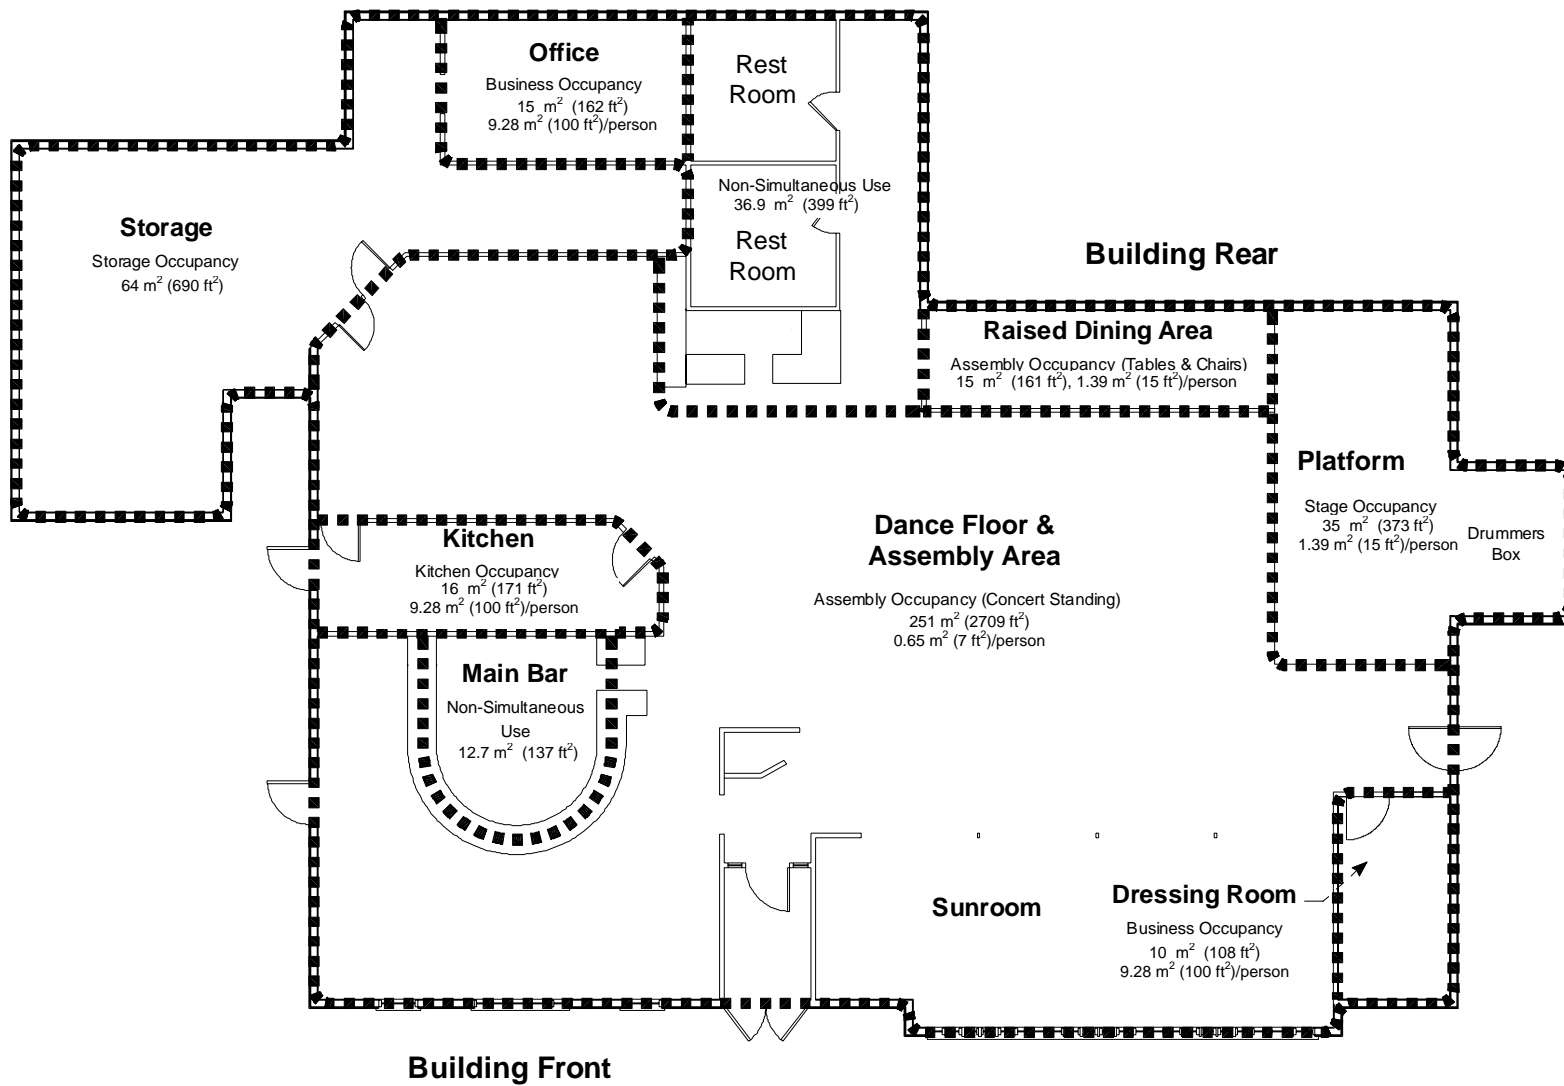 Office
Business Occupancy
15 m² (162 ft²)
9.28 m² (100 ft²)/person
Rest
Room
Non-Simultaneous Use
36.9 m² (399 ft²)
Rest
Room
Storage
Storage Occupancy
64 m² (690 ft²)
Building Rear
Raised Dining Area
Assembly Occupancy (Tables & Chairs)
15 m² (161 ft²), 1.39 m² (15 ft²)/person
Platform
Stage Occupancy
35 m² (373 ft²)
1.39 m² (15 ft²)/person
Drummers
Box
Kitchen
Kitchen Occupancy
16 m² (171 ft²)
9.28 m² (100 ft²)/person
Dance Floor &
Assembly Area
Assembly Occupancy (Concert Standing)
251 m² (2709 ft²)
0.65 m² (7 ft²)/person
Main Bar
Non-Simultaneous
Use
12.7 m² (137 ft²)
Sunroom
Dressing Room
Business Occupancy
10 m² (108 ft²)
9.28 m² (100 ft²)/person
Building Front